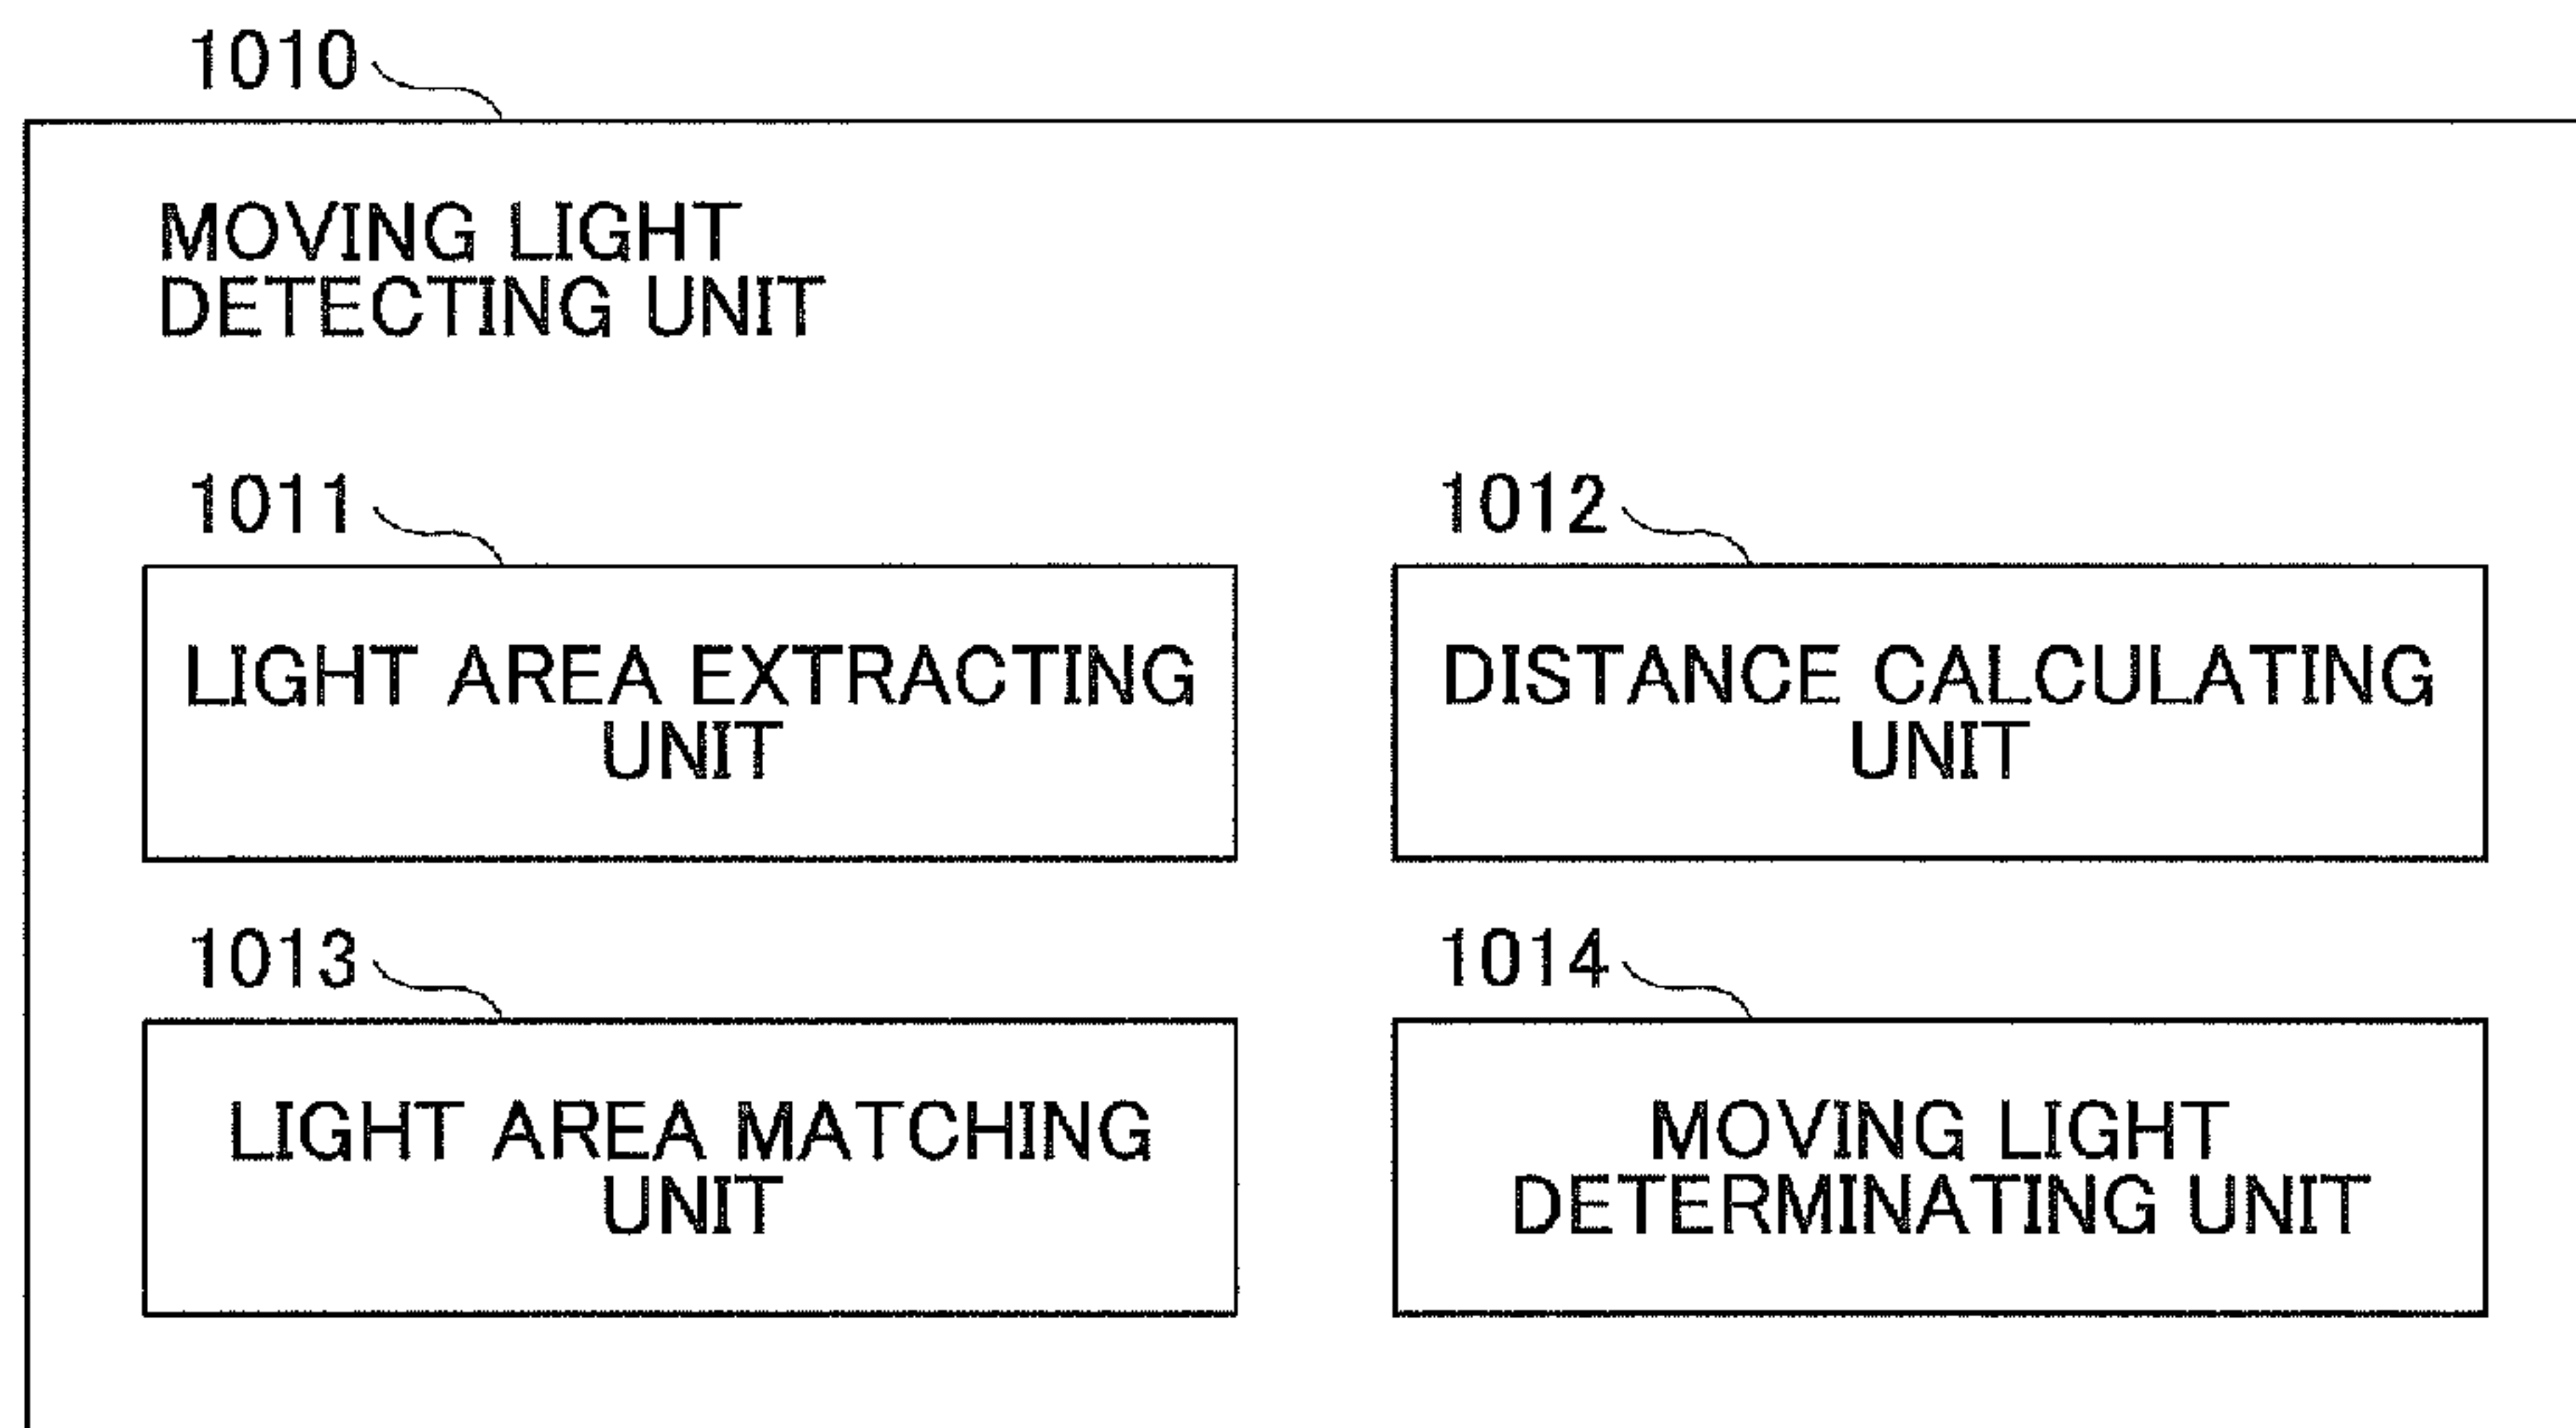 1010
MOVING LIGHT
DETECTING UNIT
1011
LIGHT AREA EXTRACTING
UNIT
1012
DISTANCE CALCULATING
UNIT
1013
LIGHT AREA MATCHING
UNIT
1014
MOVING LIGHT
DETERMINATING UNIT